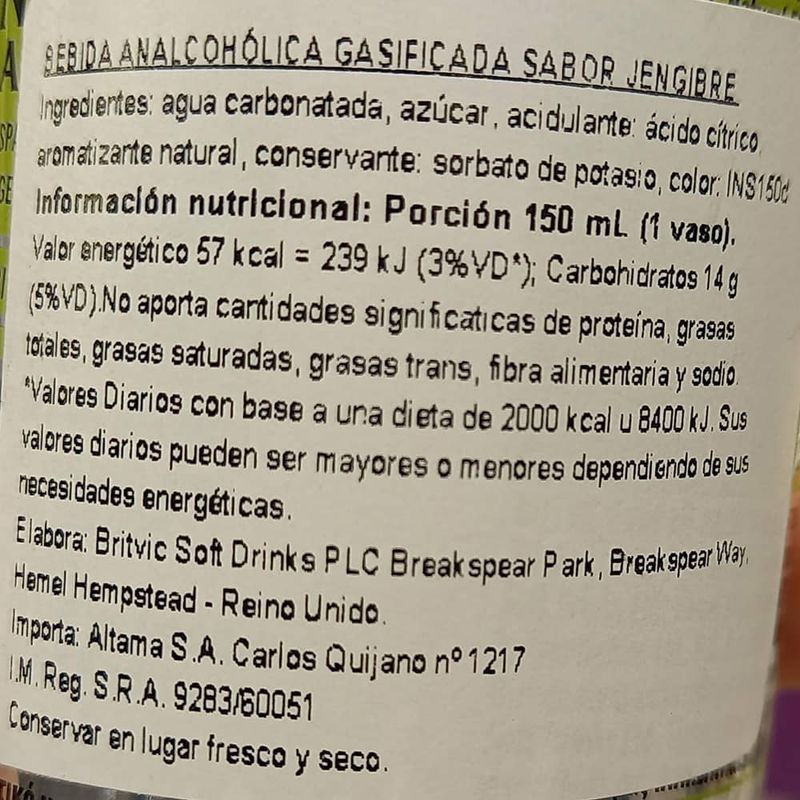 BEBIDA ANALCOHÓLICA GASIFICADA SABOR JENGIBRE
Ingredientes: agua carbonatada, azúcar, acidulante: ácido cítrico,
aromatizante natural, conservante: sorbato de potasio, color: INS150d
Información nutricional: Porción 150 mL (1 vaso).
Valor energético 57 kcal = 239 kJ (3%VD*); Carbohidratos 14 g
(5%VD).No aporta cantidades significaticas de proteína, grasas
totales, grasas saturadas, grasas trans, fibra alimentaria y sodio.
*Valores Diarios con base a una dieta de 2000 kcal u 8400 kJ. Sus
valores diarios pueden ser mayores o menores dependiendo de sus
necesidades energéticas.
Elabora: Britvic Soft Drinks PLC Breakspear Park, Breakspear Way,
Hemel Hempstead - Reino Unido.
Importa: Altama S.A. Carlos Quijano nº 1217
I.M. Reg. S.R.A. 9283/60051
Conservar en lugar fresco y seco.